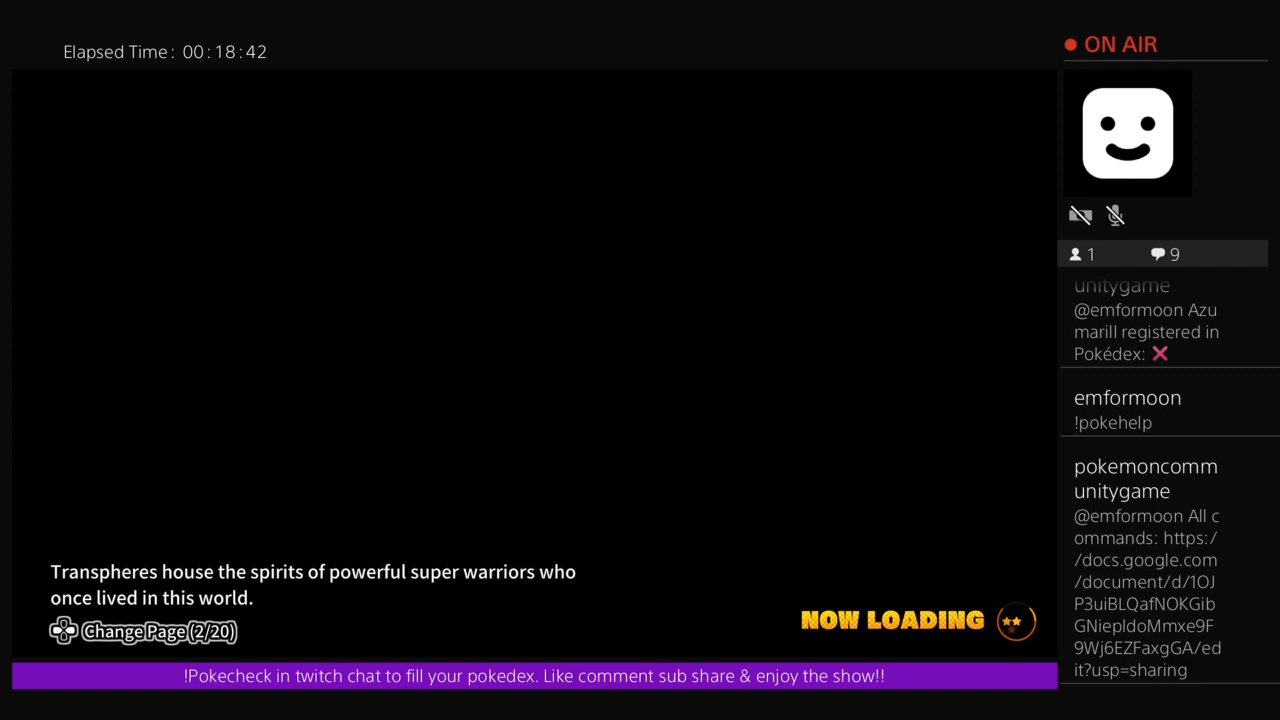 Elapsed Time: 00:18:42
ON AIR
1
9
unitygame
@emformoon Azu
marill registered in
Pokédex: ❌
emformoon
!pokehelp
pokemoncomm
unitygame
@emformoon All c
ommands: https:/
/docs.google.com
/document/d/1OJ
P3uiBLQafNOKGib
GNiepIdoMmxe9F
9Wj6EZFaxgGA/ed
it?usp=sharing
Transpheres house the spirits of powerful super warriors who
once lived in this world.
Change Page (2/20)
NOW LOADING
!Pokecheck in twitch chat to fill your pokedex. Like comment sub share & enjoy the show!!